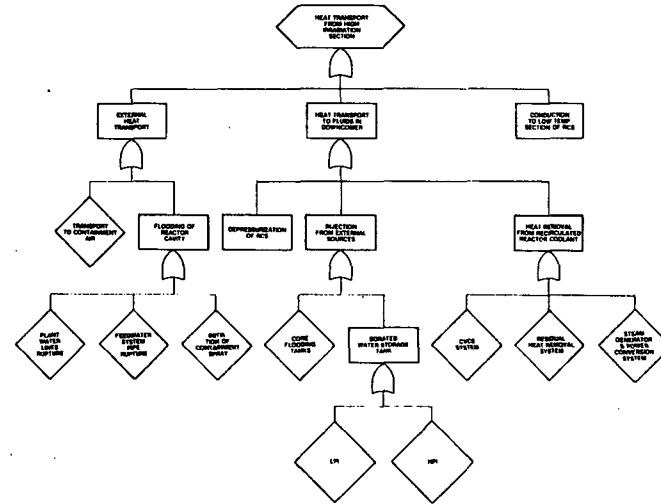 HEAT TRANSPORT
FROM HIGH
IRRADIATION
SECTION
EXTERNAL
HEAT
TRANSPORT
HEAT TRANSPORT
TO FLUIDS IN
DOWNCOMER
CONDUCTION
TO LOW TEMP
SECTION OF RCS
TRANSPORT
TO CONTAINMENT
AIR
FLOODING OF
REACTOR
CAVITY
DEPRESSURIZATION
OF RCS
INJECTION
FROM EXTERNAL
SOURCES
HEAT REMOVAL
FROM RECIRCULATED
REACTOR COOLANT
PLANT
WATER
LINES
RUPTURE
FEEDWATER
SYSTEM
PIPE
RUPTURE
INITIA
TION OF
CONTAINMENT
SPRAY
CORE
FLOODING
TANKS
BORATED
WATER STORAGE
TANK
CVCS
SYSTEM
RESIDUAL
HEAT REMOVAL
SYSTEM
STEAM
GENERATOR
& POWER
CONVERSION
SYSTEM
LPI
HPI